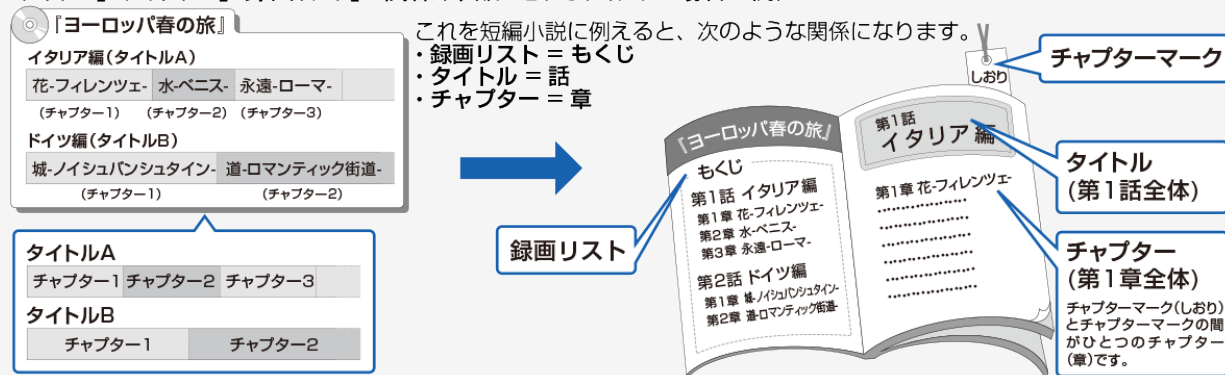 『ヨーロッパ春の旅』
イタリア編（タイトルA）
花-フィレンツェ- 水-ベニス- 永遠-ローマ-
（チャプター1） （チャプター2） （チャプター3）
ドイツ編（タイトルB）
城-ノイシュバンシュタイン- 道-ロマンティック街道-
（チャプター1） （チャプター2）
タイトルA
チャプター1 チャプター2 チャプター3
タイトルB
チャプター1 チャプター2
これを短編小説に例えると、次のような関係になります。
・録画リスト = もくじ
・タイトル = 話
・チャプター = 章
録画リスト
『ヨーロッパ春の旅』
もくじ
第1話 イタリア編
第1章 花-フィレンツェ-
第2章 水-ベニス-
第3章 永遠-ローマ-
第2話 ドイツ編
第1章 城-ノイシュバンシュタイン-
第2章 道-ロマンティック街道-
しおり
第1話
イタリア編
第1章 花-フィレンツェ-
チャプターマーク
タイトル
（第1話全体）
チャプター
（第1章全体）
チャプターマーク(しおり)
とチャプターマークの間
がひとつのチャプター
(章)です。